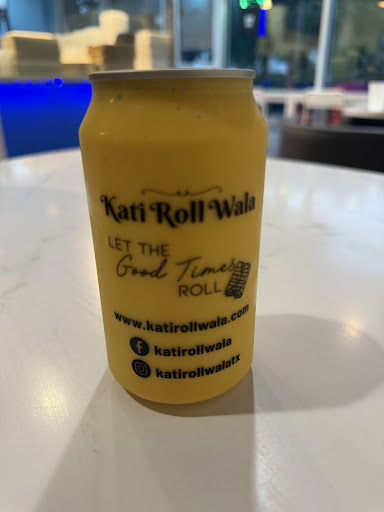 Kati Roll Wala
LET THE
Good Times
ROLL
www.katirollwala.com
katirollwala
katirollwalatx